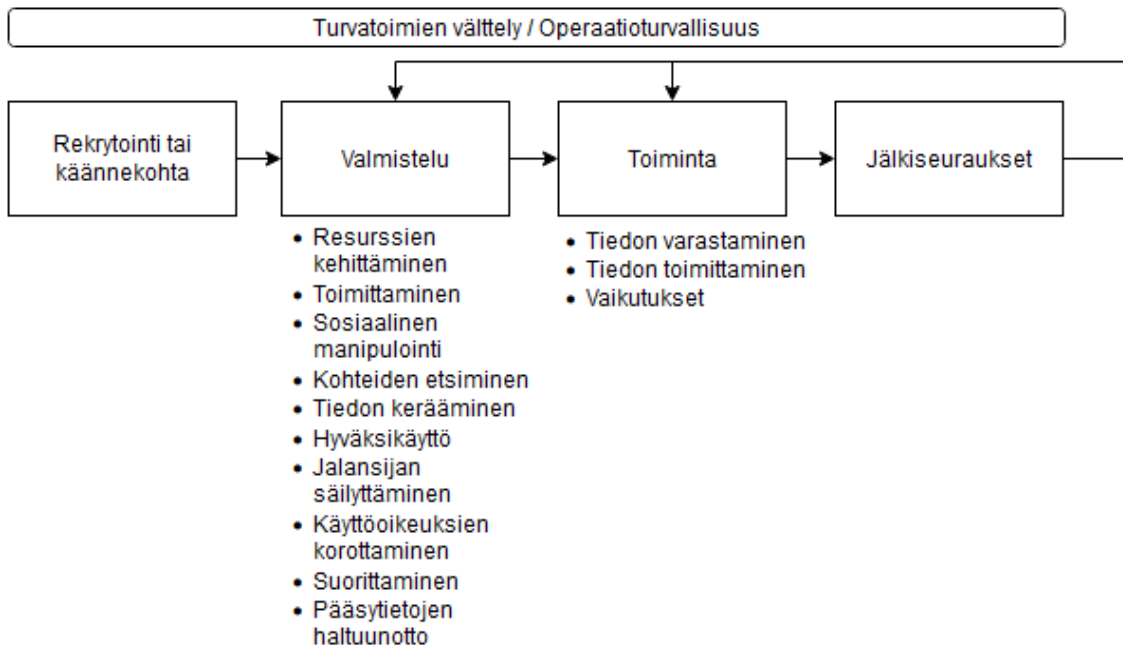 Turvatoimien välttely / Operaatioturvallisuus
Rekrytointi tai
käännekohta
Valmistelu
Toiminta
Jälkiseuraukset
• Resurssien
kehittäminen
• Toimittaminen
• Sosiaalinen
manipulointi
• Kohteiden etsiminen
• Tiedon kerääminen
• Hyväksikäyttö
• Jalansijan
säilyttäminen
• Käyttöoikeuksien
korottaminen
• Suorittaminen
• Pääsytietojen
haltuunotto
• Tiedon varastaminen
• Tiedon toimittaminen
• Vaikutukset